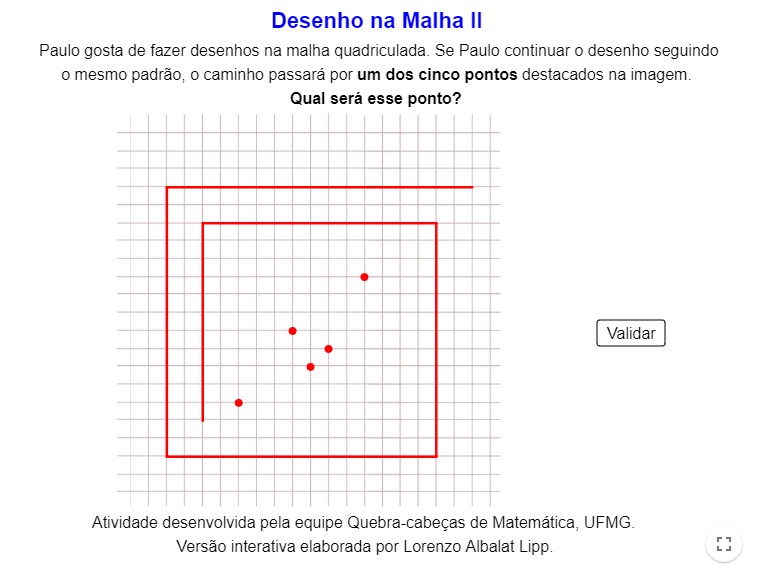 Desenho na Malha II
Paulo gosta de fazer desenhos na malha quadriculada. Se Paulo continuar o desenho seguindo
o mesmo padrão, o caminho passará por um dos cinco pontos destacados na imagem.
Qual será esse ponto?
Validar
Atividade desenvolvida pela equipe Quebra-cabeças de Matemática, UFMG.
Versão interativa elaborada por Lorenzo Albalat Lipp.